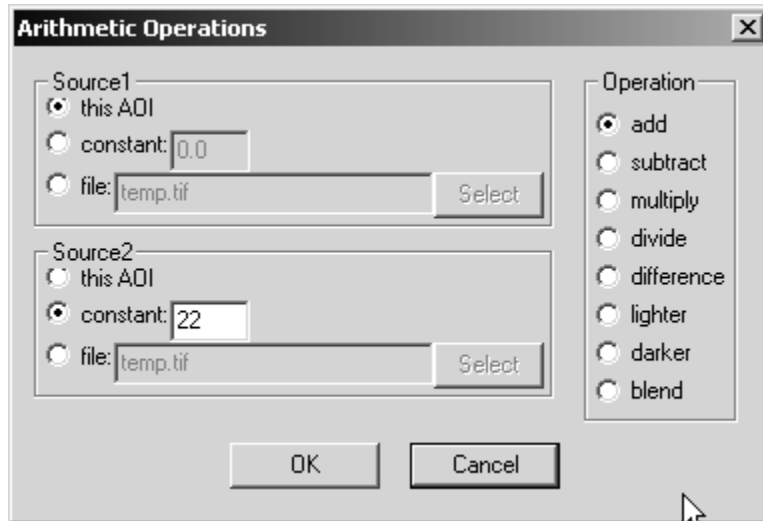 Arithmetic Operations
Source1
this AOI
constant: 0.0
file: temp.tif Select
Source2
this AOI
constant: 22
file: temp.tif Select
Operation
add
subtract
multiply
divide
difference
lighter
darker
blend
OK Cancel